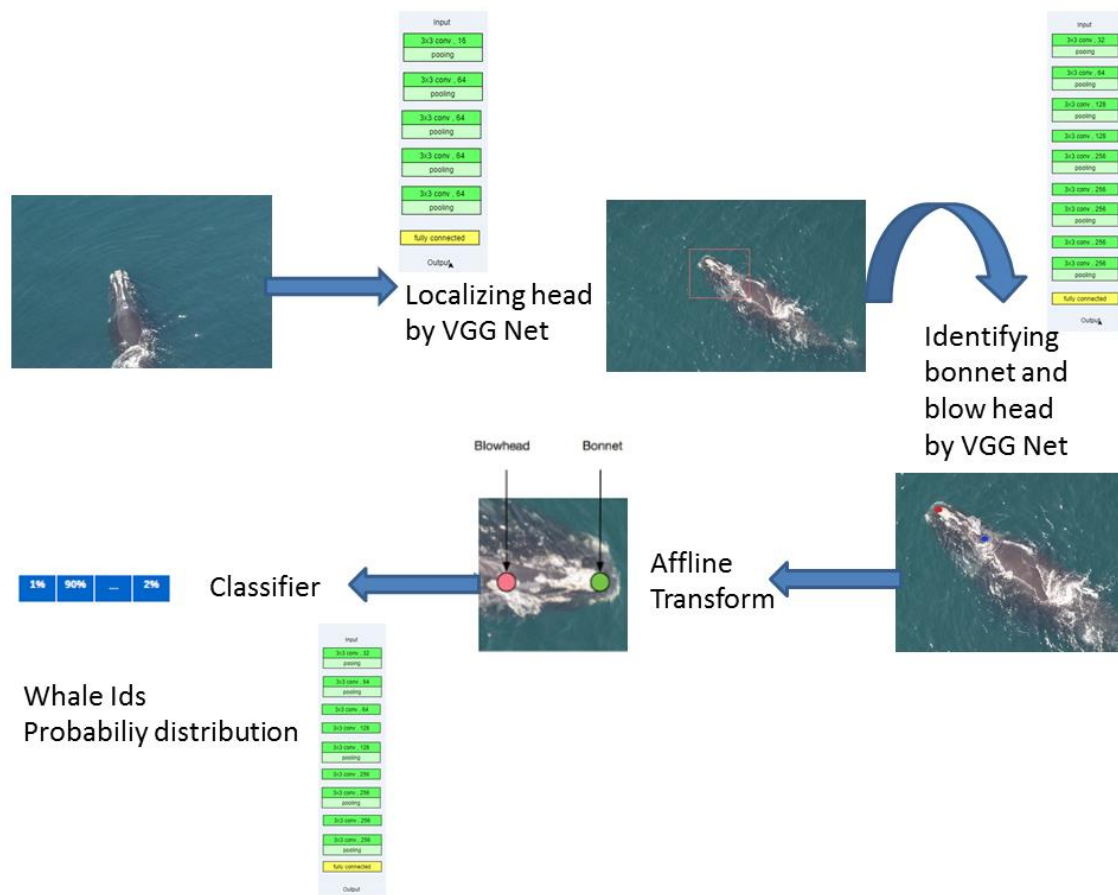 Input
3x3 conv , 16
pooling
3x3 conv , 64
pooling
3x3 conv , 64
pooling
3x3 conv , 64
pooling
3x3 conv , 64
pooling
fully connected
Output
Localizing head
by VGG Net
Input
3x3 conv , 32
pooing
3x3 conv , 64
pooling
3x3 conv , 128
pooling
3x3 conv , 128
3x3 conv , 256
pooling
3x3 conv , 256
3x3 conv , 256
pooling
3x3 conv , 256
3x3 conv , 256
pooling
fully connected
Output
Identifying
bonnet and
blow head
by VGG Net
Affline
Transform
Blowhead
Bonnet
Classifier
1% 90% ... 2%
Whale Ids
Probabiliy distribution
Input
3x3 conv , 32
pooing
3x3 conv , 64
pooling
3x3 conv , 64
3x3 conv , 128
3x3 conv , 128
pooling
3x3 conv , 256
3x3 conv , 256
pooling
3x3 conv , 256
3x3 conv , 256
pooling
fully connected
Output